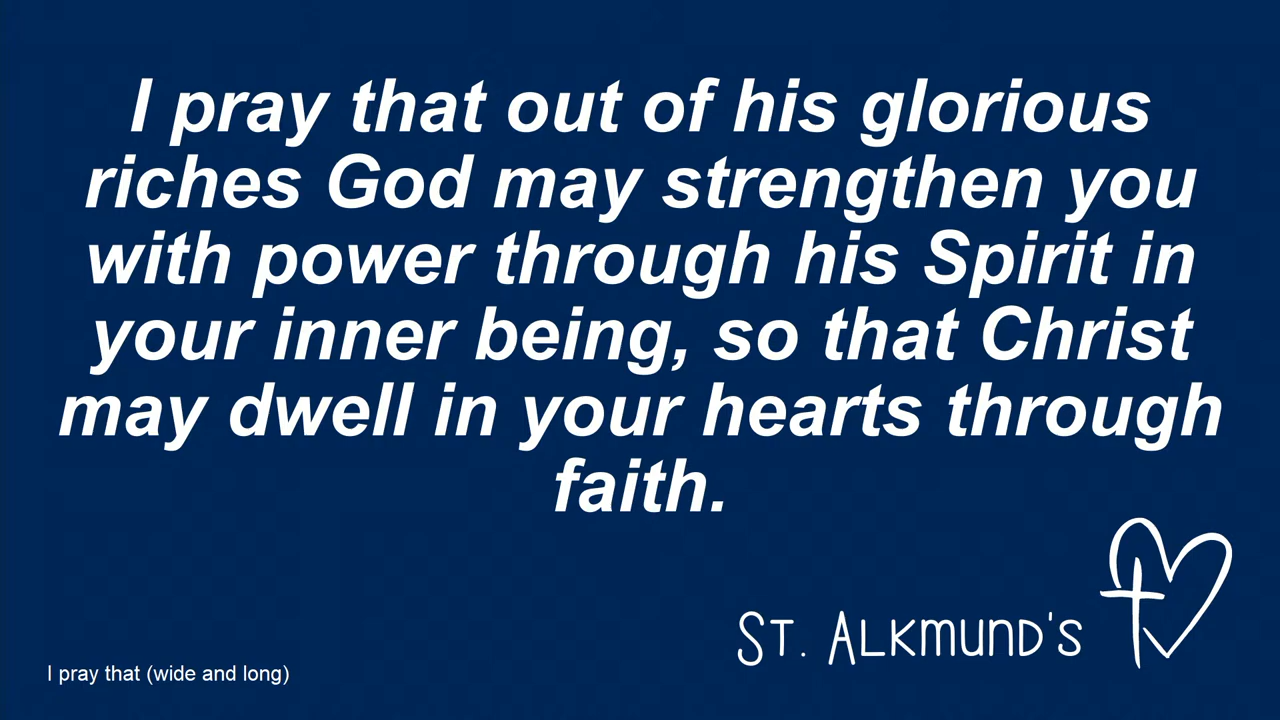 I pray that out of his glorious
riches God may strengthen you
with power through his Spirit in
your inner being, so that Christ
may dwell in your hearts through
faith.
ST. ALKMUND'S
I pray that (wide and long)